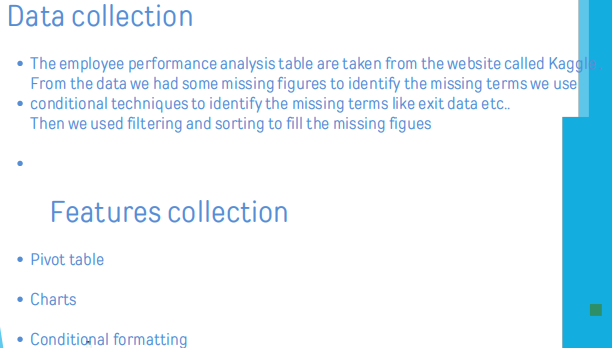 Data collection
• The employee performance analysis table are taken from the website called Kaggle
From the data we had some missing figures to identify the missing terms we use
• conditional techniques to identify the missing terms like exit data etc..
Then we used filtering and sorting to fill the missing figues
•
Features collection
• Pivot table
• Charts
• Conditional formatting